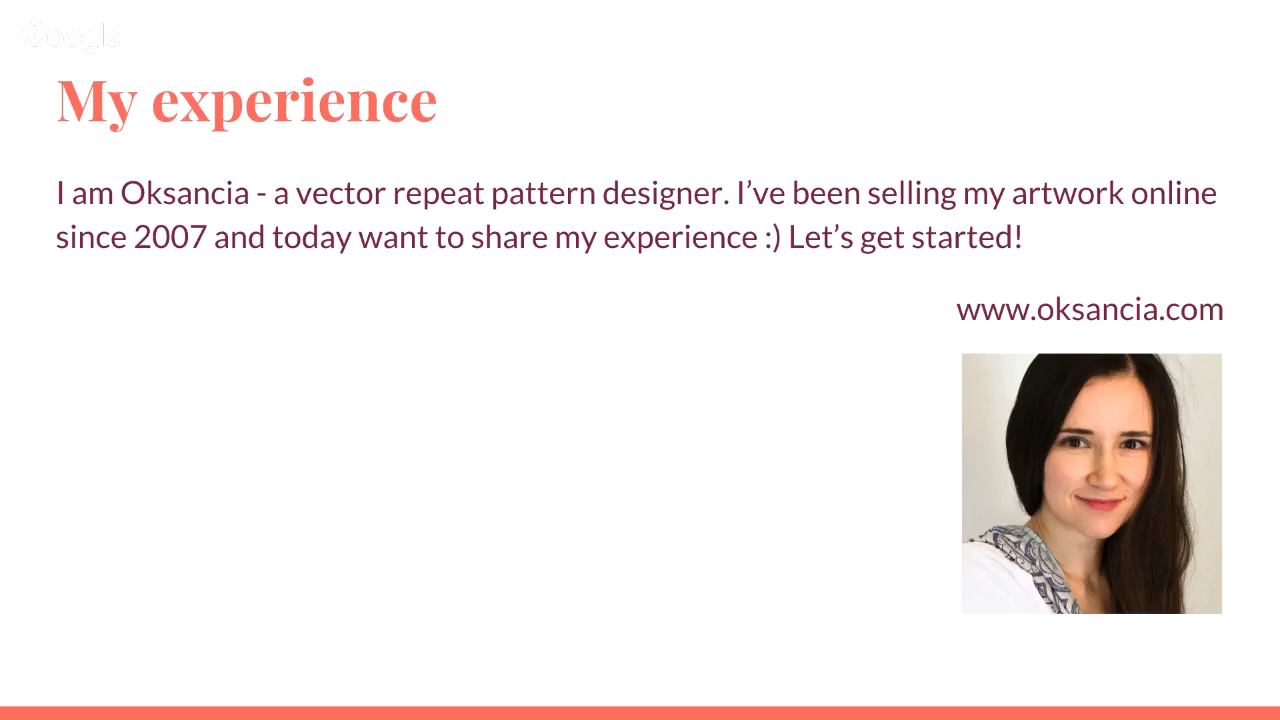 Google
My experience
I am Oksancia - a vector repeat pattern designer. I’ve been selling my artwork online
since 2007 and today want to share my experience :) Let’s get started!
www.oksancia.com